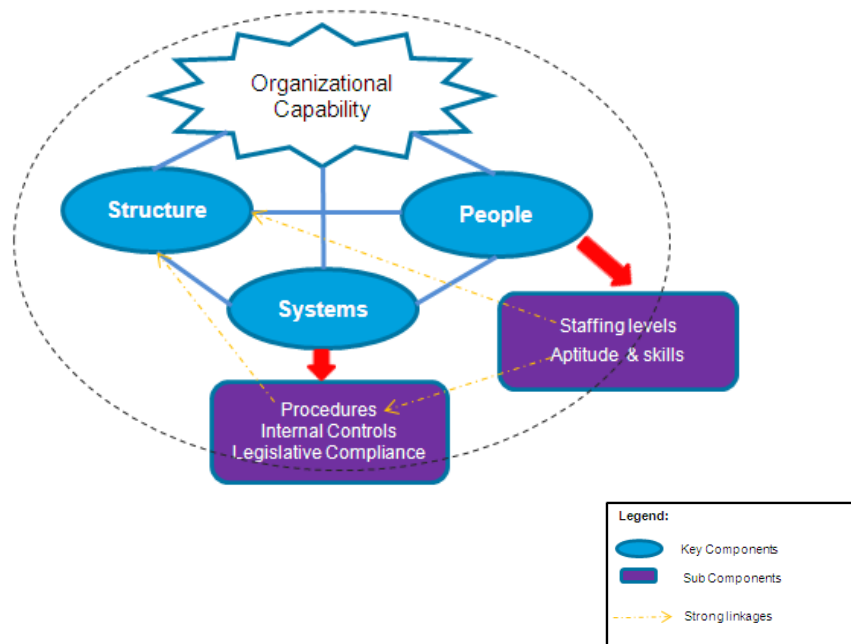 Organizational
Capability
Structure
People
Systems
Staffing levels
Aptitude & skills
Procedures
Internal Controls
Legislative Compliance
Legend:
Key Components
Sub Components
Strong linkages